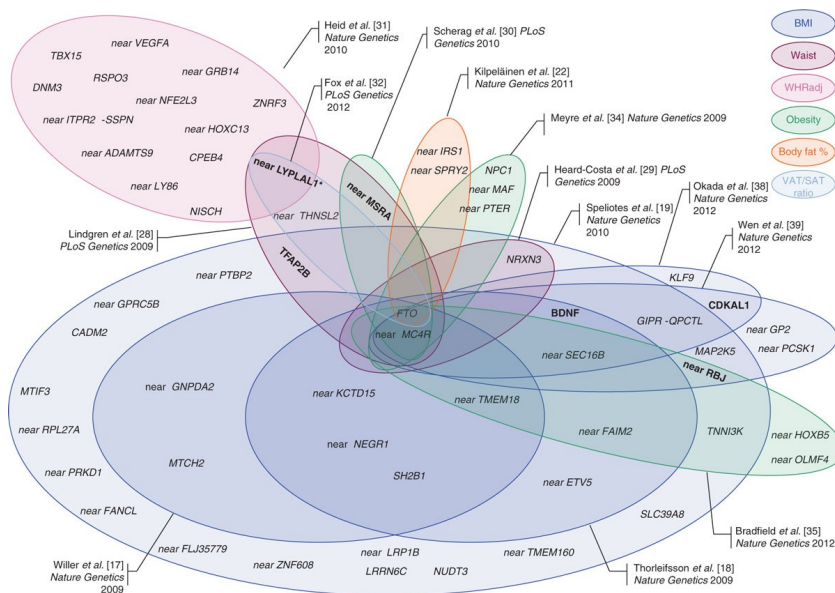 Heid et al. [31]
Nature Genetics
2010
Scherag et al. [30] PLoS
Genetics 2010
BMI
Waist
WHRadj
Obesity
Body fat %
VAT/SAT
ratio
Fox et al. [32]
PLoS Genetics
2012
Kilpeläinen et al. [22]
Nature Genetics
2011
Meyre et al. [34] Nature Genetics 2009
Heard-Costa et al. [29] PLoS
Genetics 2009
Okada et al. [38]
Nature Genetics
2012
Speliotes et al. [19]
Nature Genetics
2010
Wen et al. [39]
Nature Genetics
2012
Lindgren et al. [28]
PLoS Genetics 2009
near VEGFA
TBX15
near GRB14
RSPO3
DNM3
near NFE2L3
ZNRF3
near ITPR2 -SSPN
near HOXC13
near ADAMTS9
CPEB4
near LY86
NISCH
near LYPLAL1*
near THNSL2
TFAP2B
near MSRA
near IRS1
near SPRY2
NPC1
near MAF
near PTER
NRXN3
KLF9
near PTBP2
near GPRC5B
CADM2
FTO
near MC4R
BDNF
CDKAL1
GIPR -QPCTL
near GP2
near PCSK1
MAP2K5
near SEC16B
near RBJ
MTIF3
near GNPDA2
near KCTD15
near TMEM18
near RPL27A
near NEGR1
near FAIM2
TNNI3K
near HOXB5
near OLMF4
near PRKD1
MTCH2
SH2B1
near ETV5
near FANCL
SLC39A8
near FLJ35779
near ZNF608
near LRP1B
LRRN6C
NUDT3
near TMEM160
Willer et al. [17]
Nature Genetics
2009
Thorleifsson et al. [18]
Nature Genetics 2009
Bradfield et al. [35]
Nature Genetics
2012